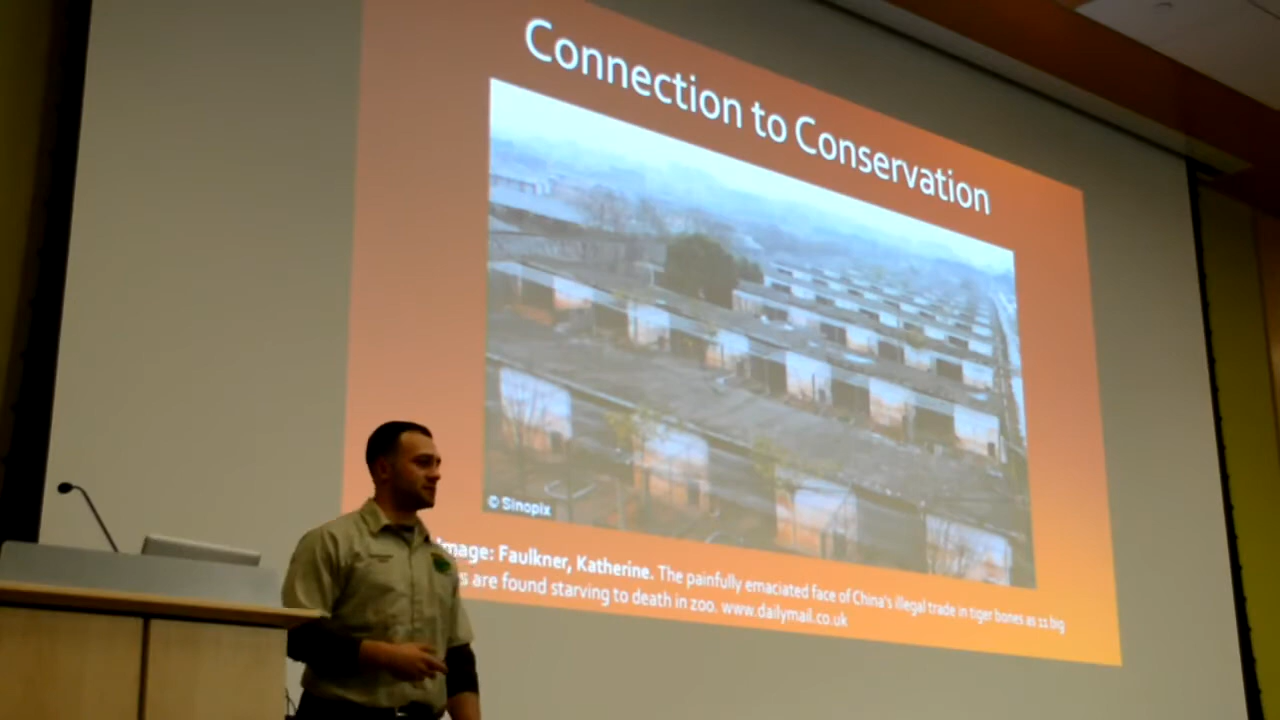 Connection to Conservation
© Sinopix
Image: Faulkner, Katherine. The painfully emaciated face of China's illegal trade in tiger bones as 11 big
are found starving to death in zoo. www.dailymail.co.uk